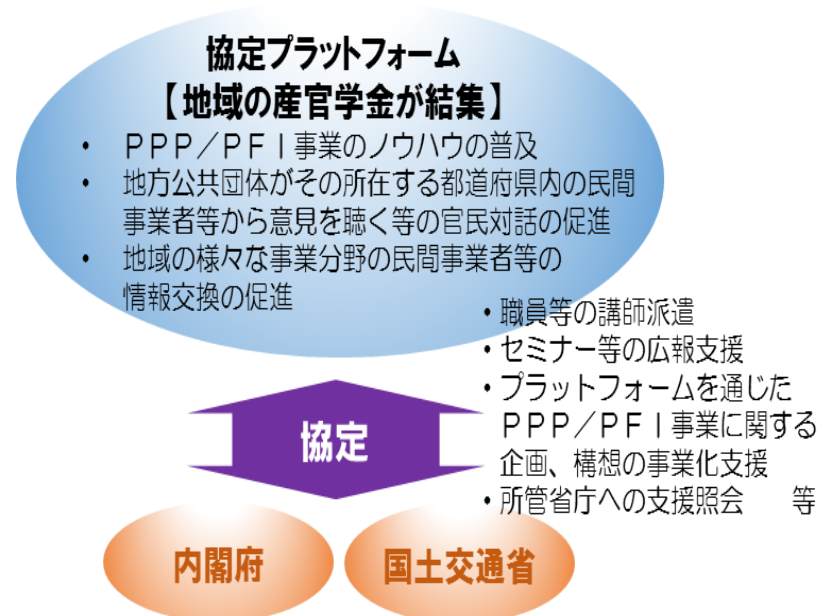 協定プラットフォーム
【地域の産官学金が結集】
・ ＰＰＰ／ＰＦＩ事業のノウハウの普及
・ 地方公共団体がその所在する都道府県内の民間
事業者等から意見を聴く等の官民対話の促進
・ 地域の様々な事業分野の民間事業者等の
情報交換の促進
・職員等の講師派遣
・セミナー等の広報支援
・プラットフォームを通じた
ＰＰＰ／ＰＦＩ事業に関する
企画、構想の事業化支援
・所管省庁への支援照会　等
協定
内閣府
国土交通省